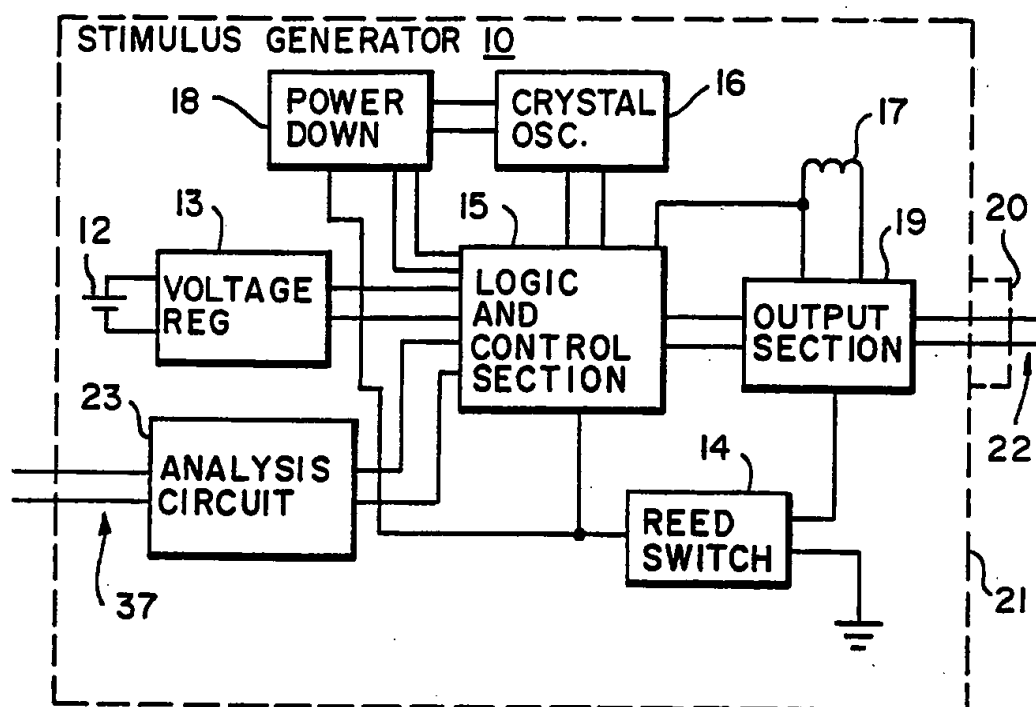 STIMULUS GENERATOR 10
18
POWER
DOWN
CRYSTAL
OSC.
16
17
12
13
VOLTAGE
REG
15
LOGIC
AND
CONTROL
SECTION
19
OUTPUT
SECTION
20
22
23
ANALYSIS
CIRCUIT
37
14
REED
SWITCH
21